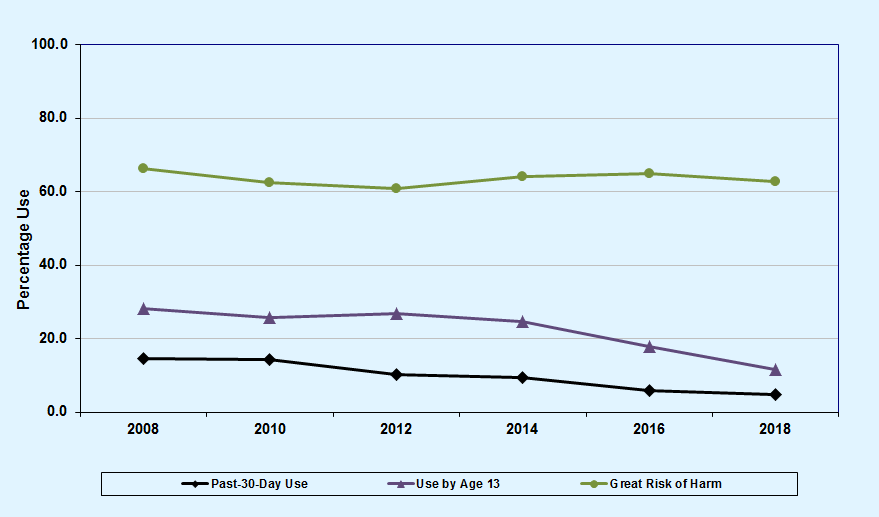 100.0
80.0
60.0
40.0
20.0
0.0
Percentage Use
2008 2010 2012 2014 2016 2018
Past-30-Day Use Use by Age 13 Great Risk of Harm